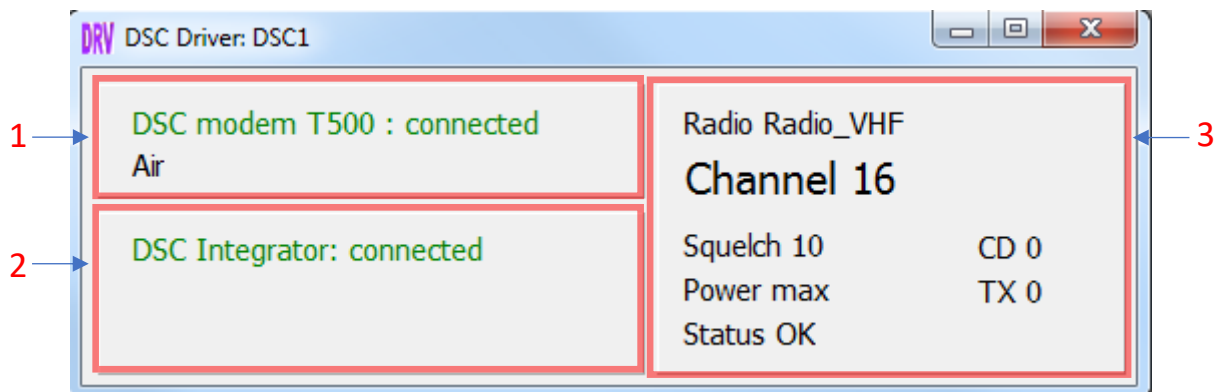 DRV DSC Driver: DSC1
1
DSC modem T500 : connected
Air
2
DSC Integrator: connected
3
Radio Radio_VHF
Channel 16
Squelch 10 CD 0
Power max TX 0
Status OK